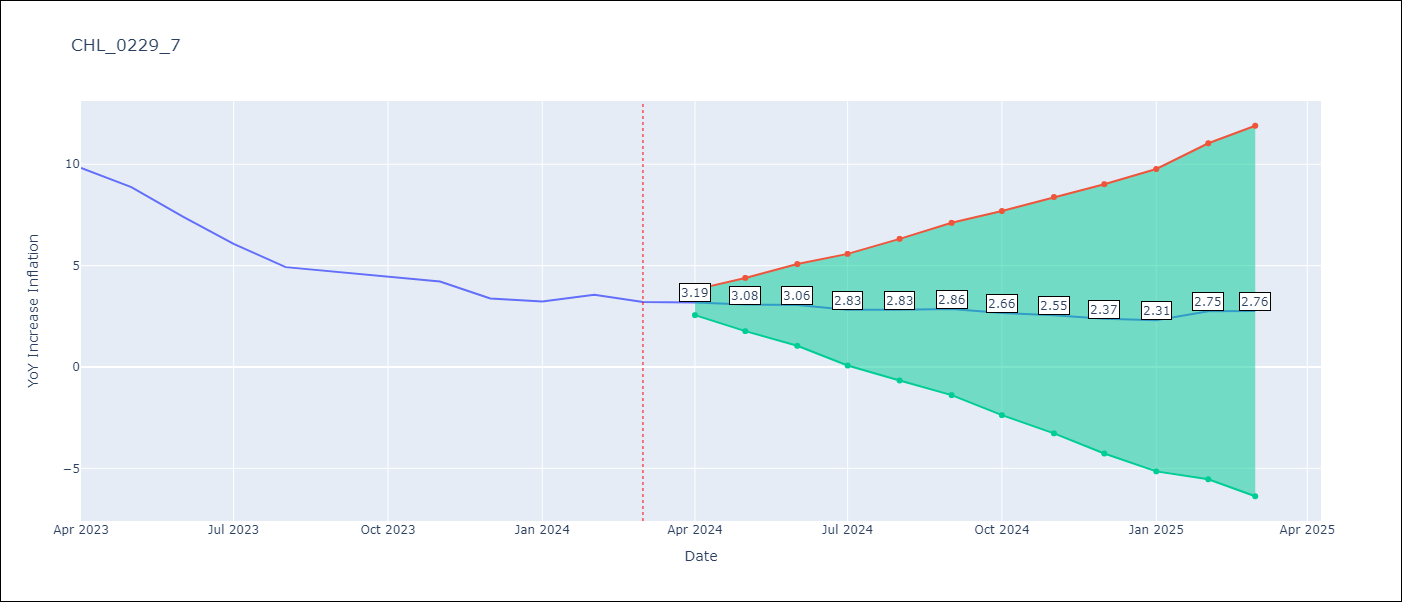 CHL_0229_7
YoY Increase Inflation
10
5
0
−5
3.19
3.08
3.06
2.83
2.83
2.86
2.66
2.55
2.37
2.31
2.75
2.76
Apr 2023
Jul 2023
Oct 2023
Jan 2024
Apr 2024
Jul 2024
Oct 2024
Jan 2025
Apr 2025
Date